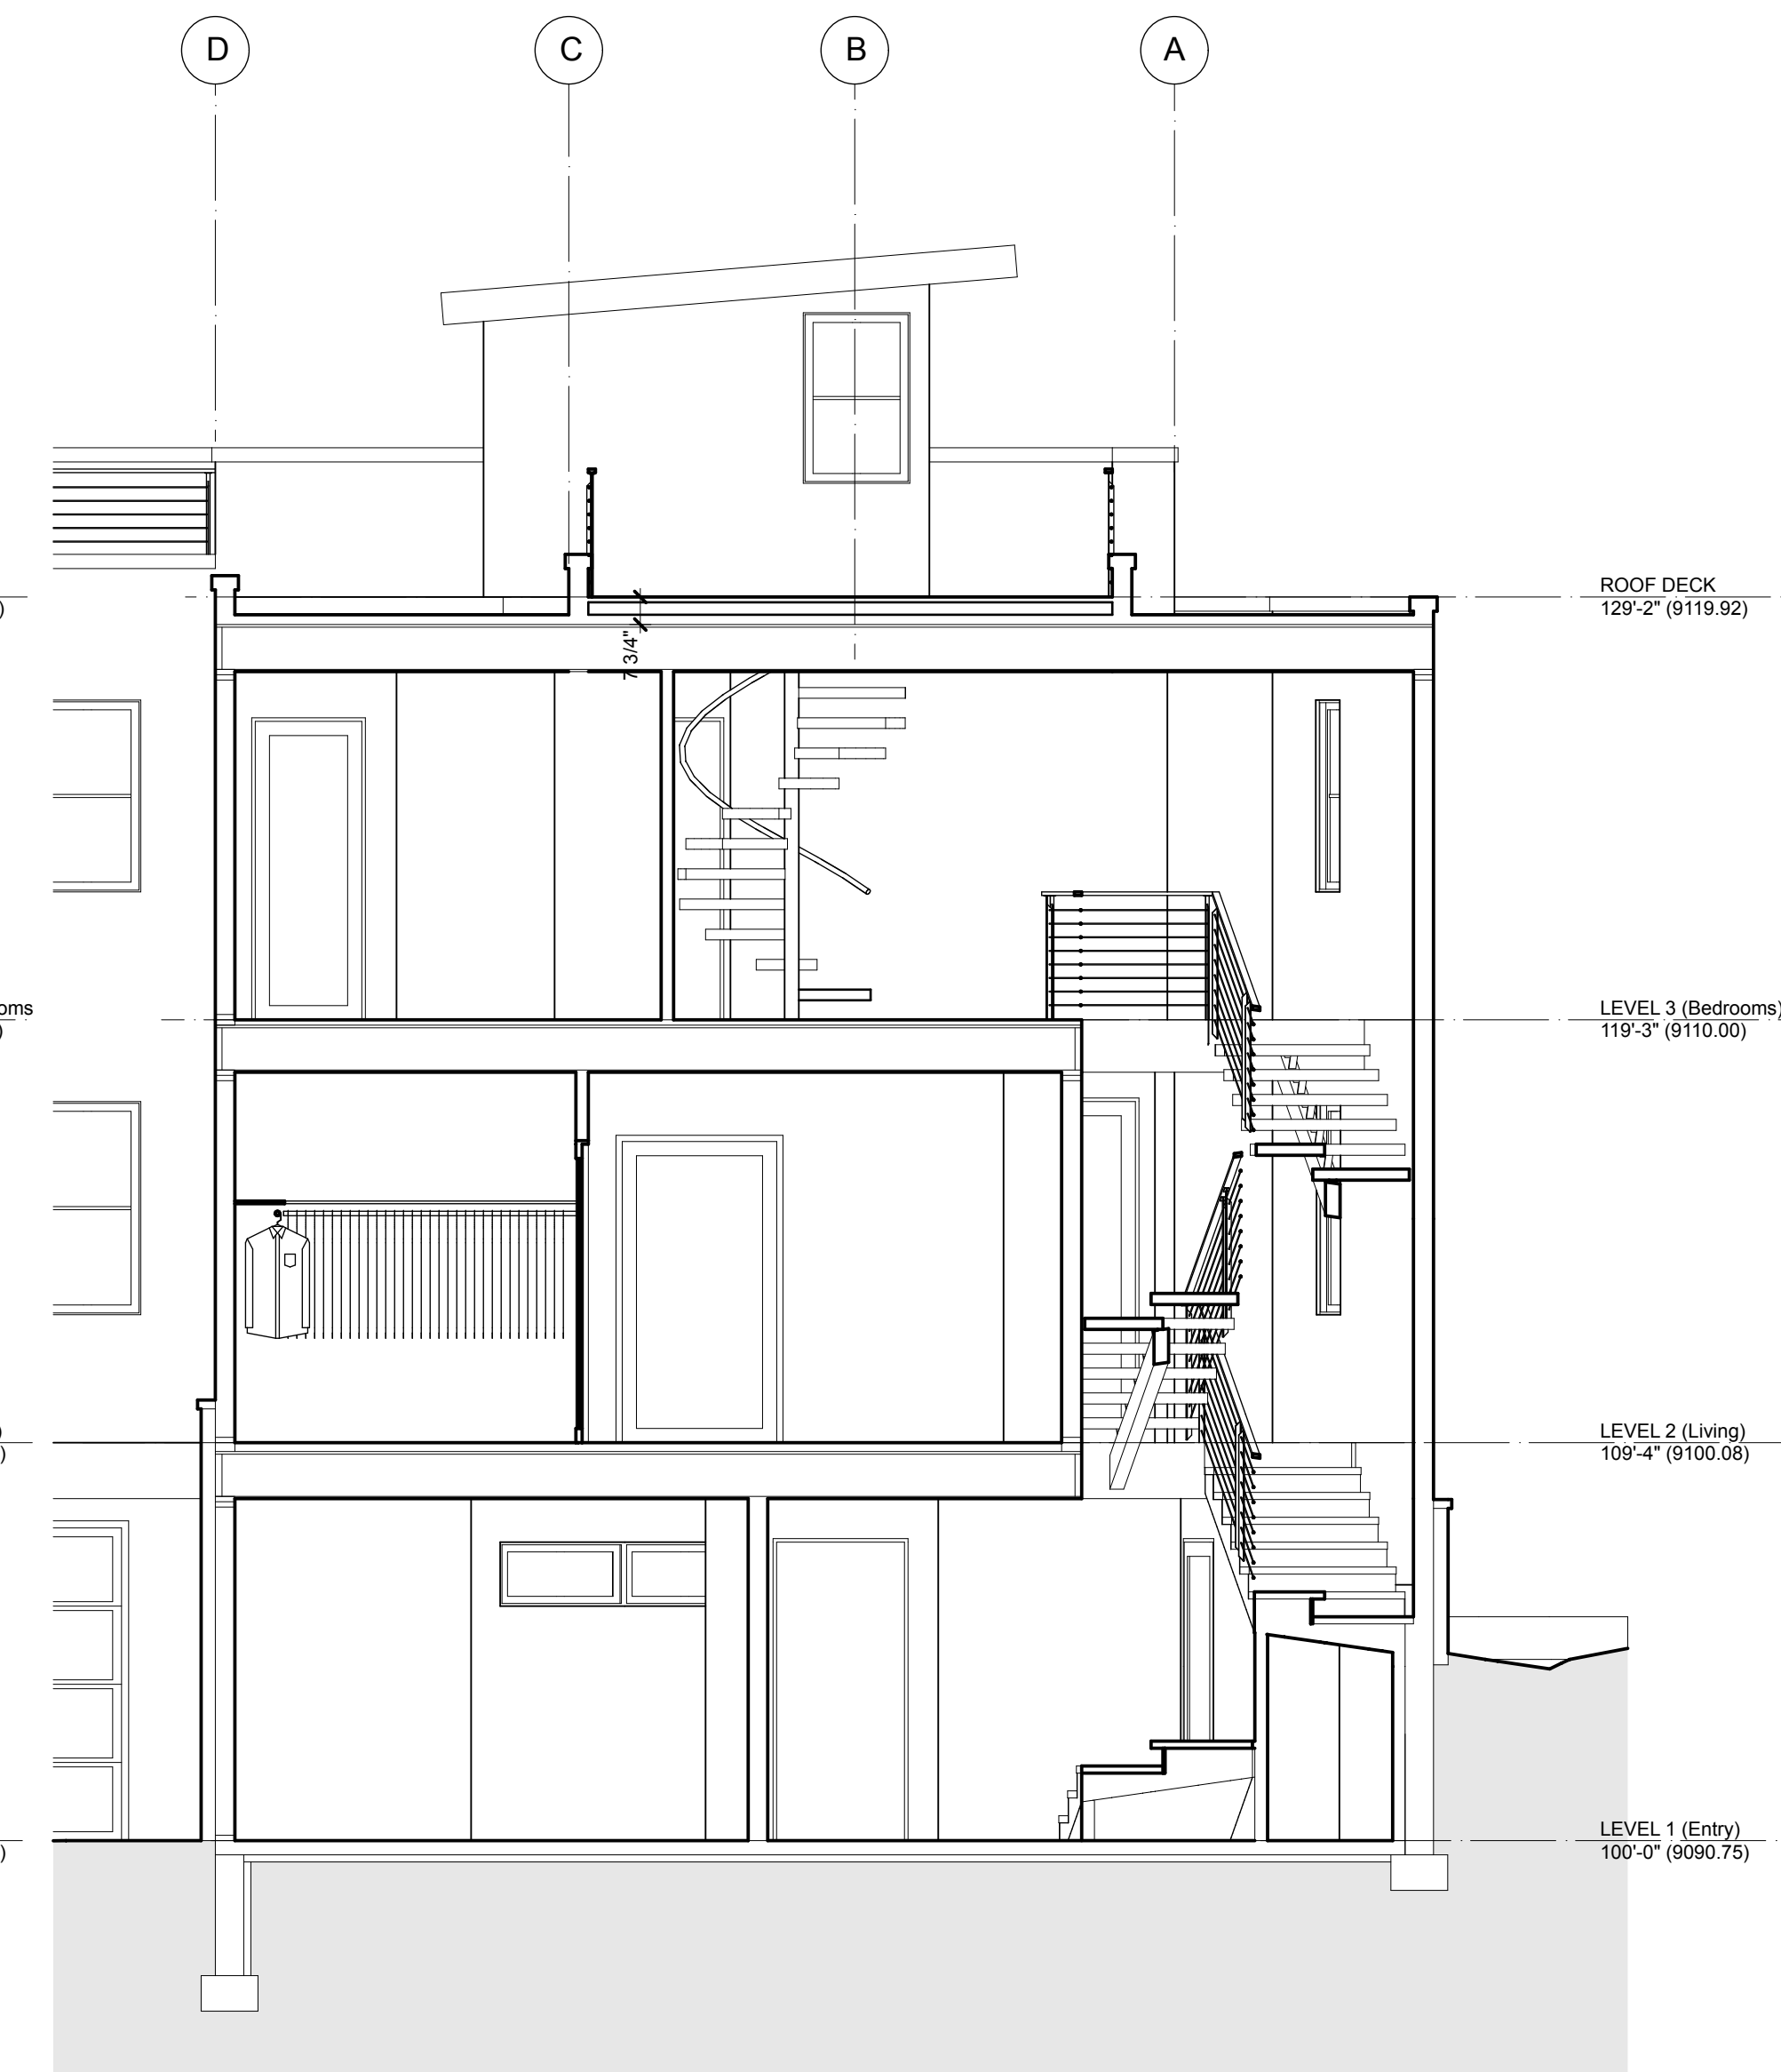 D
C
B
A
ROOF DECK
129'-2" (9119.92)
7 3/4"
oms
LEVEL 3 (Bedrooms)
119'-3" (9110.00)
LEVEL 2 (Living)
109'-4" (9100.08)
LEVEL 1 (Entry)
100'-0" (9090.75)